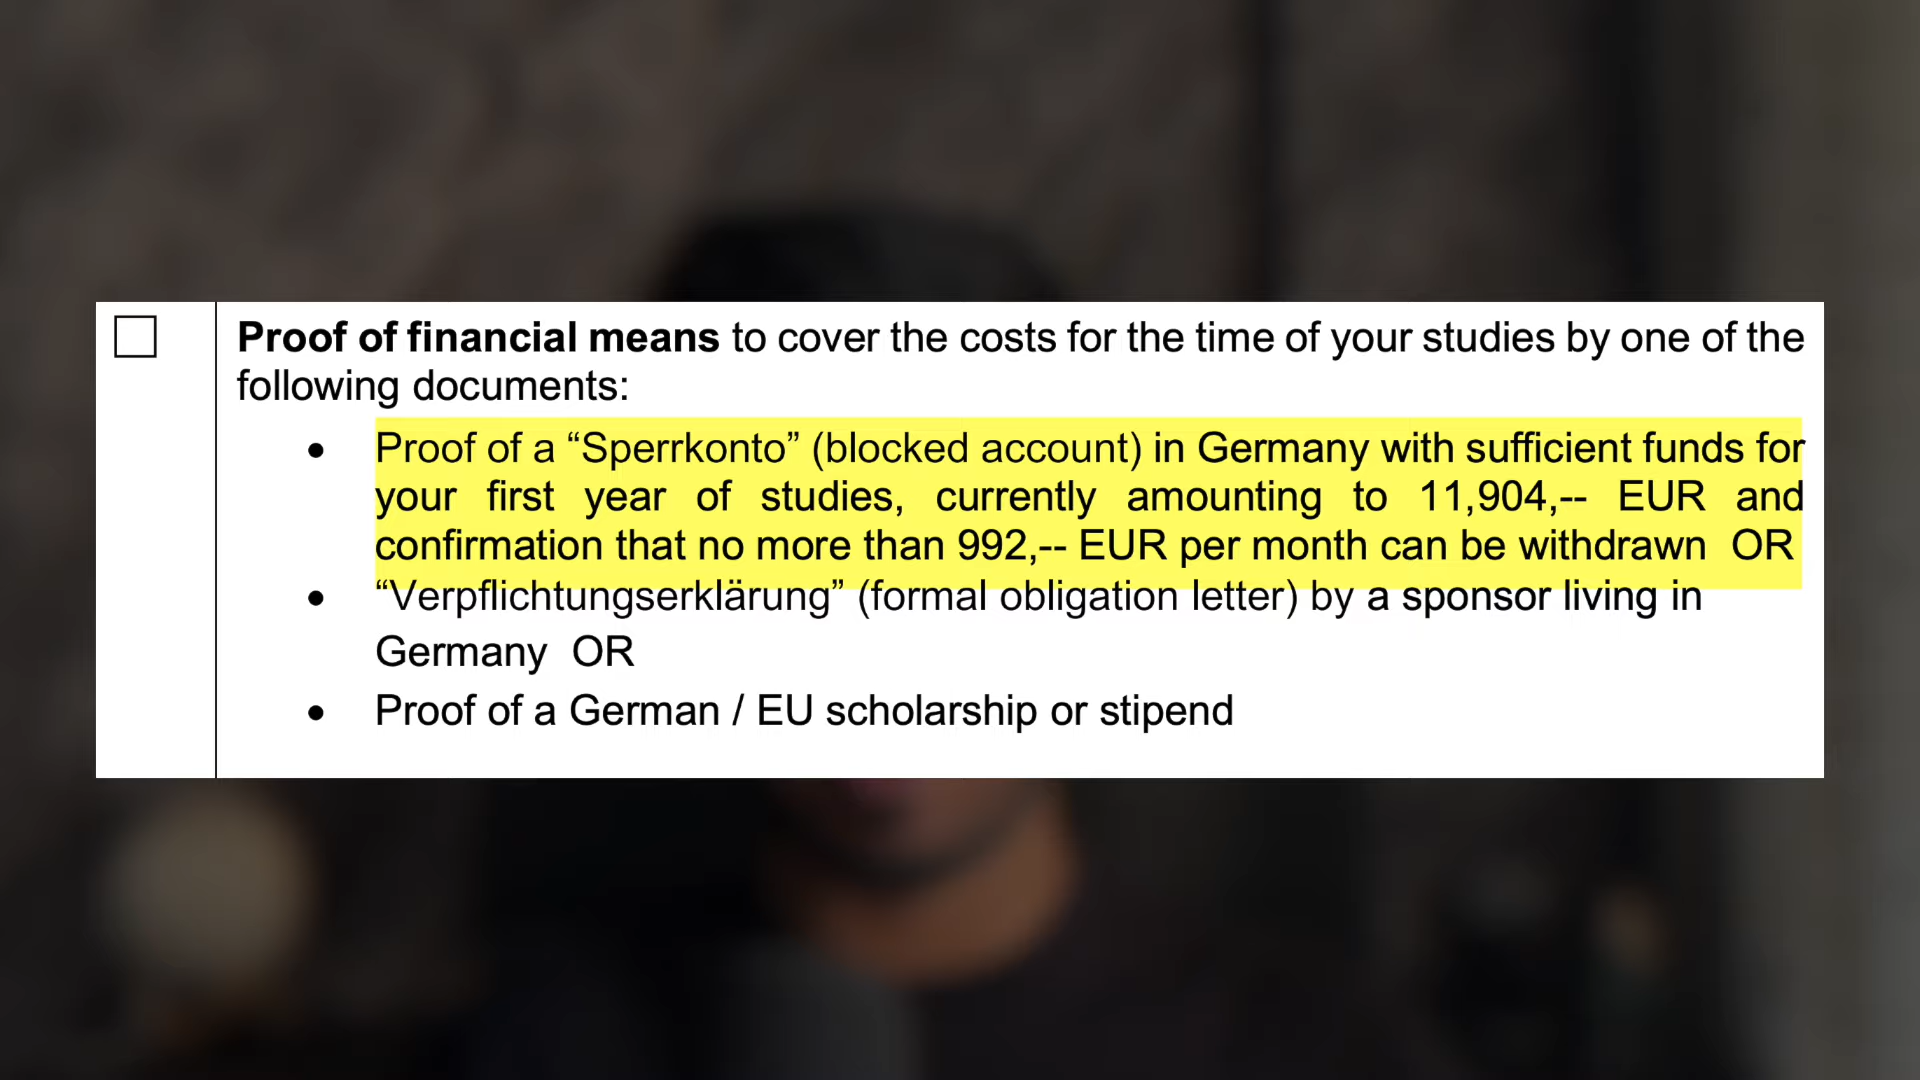 Proof of financial means to cover the costs for the time of your studies by one of the
following documents:
• Proof of a “Sperrkonto” (blocked account) in Germany with sufficient funds for
your first year of studies, currently amounting to 11,904,-- EUR and
confirmation that no more than 992,-- EUR per month can be withdrawn OR
• “Verpflichtungserklärung” (formal obligation letter) by a sponsor living in
Germany OR
• Proof of a German / EU scholarship or stipend